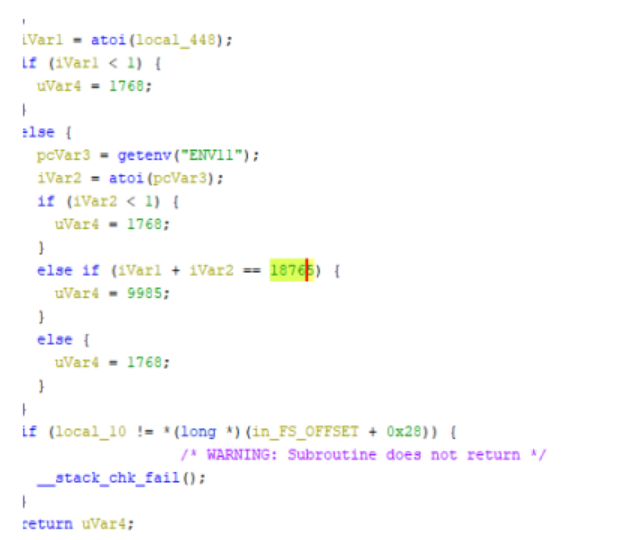 iVar1 = atoi(local_448);
if (iVar1 < 1) {
uVar4 = 1768;
}
else {
pcVar3 = getenv("ENV11");
iVar2 = atoi(pcVar3);
if (iVar2 < 1) {
uVar4 = 1768;
}
else if (iVar1 + iVar2 == 18765) {
uVar4 = 9985;
}
else {
uVar4 = 1768;
}
}
if (local_10 != *(long *)(in_FS_OFFSET + 0x28)) {
/* WARNING: Subroutine does not return */
__stack_chk_fail();
}
return uVar4;